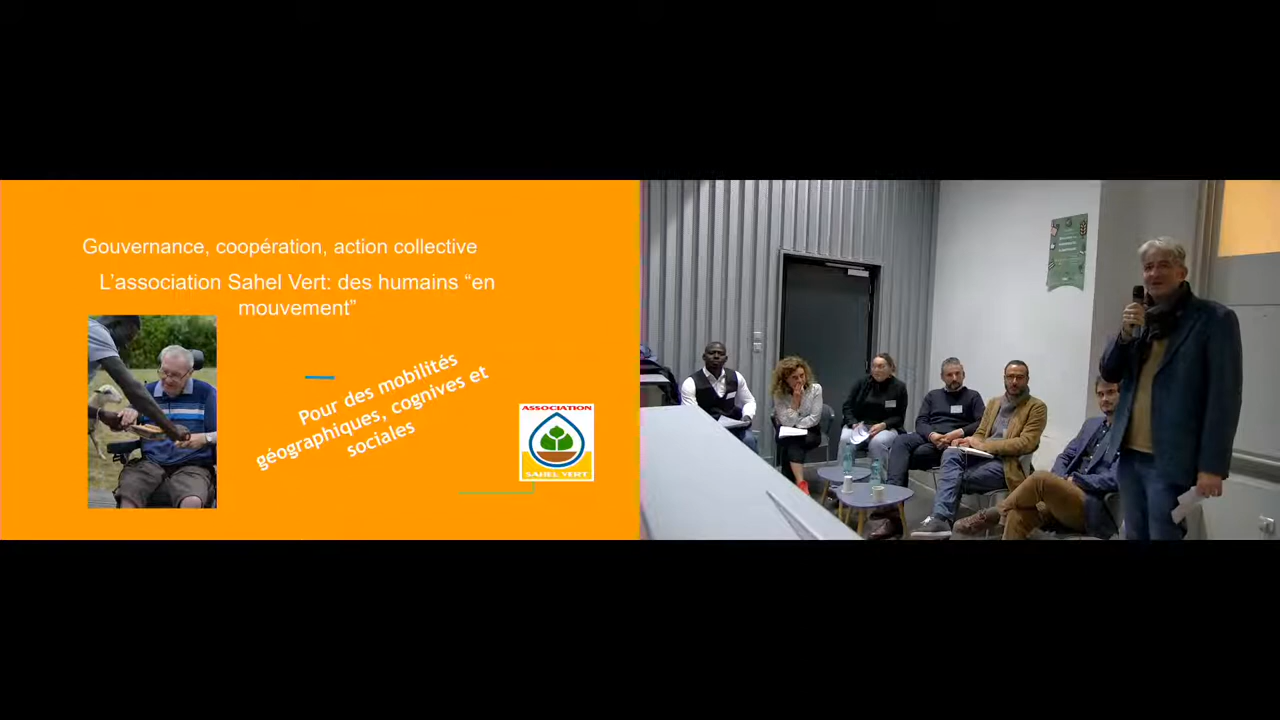 Gouvernance, coopération, action collective
L'association Sahel Vert: des humains “en
mouvement”
Pour des mobilités
géographiques, cognives et
sociales
ASSOCIATION
SAHEL VERT